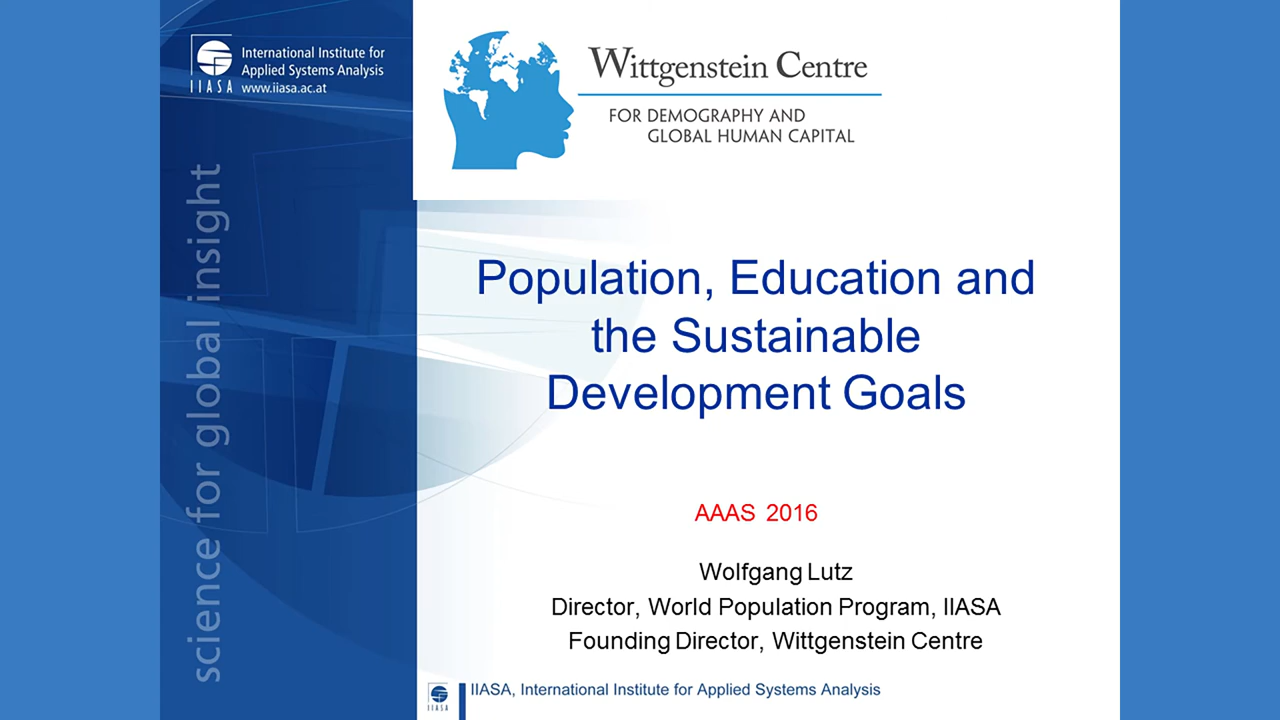 International Institute for
Applied Systems Analysis
IIASA www.iiasa.ac.at
Wittgenstein Centre
FOR DEMOGRAPHY AND
GLOBAL HUMAN CAPITAL
science for global insight
Population, Education and
the Sustainable
Development Goals
AAAS 2016
Wolfgang Lutz
Director, World Population Program, IIASA
Founding Director, Wittgenstein Centre
IIASA, International Institute for Applied Systems Analysis
IIASA